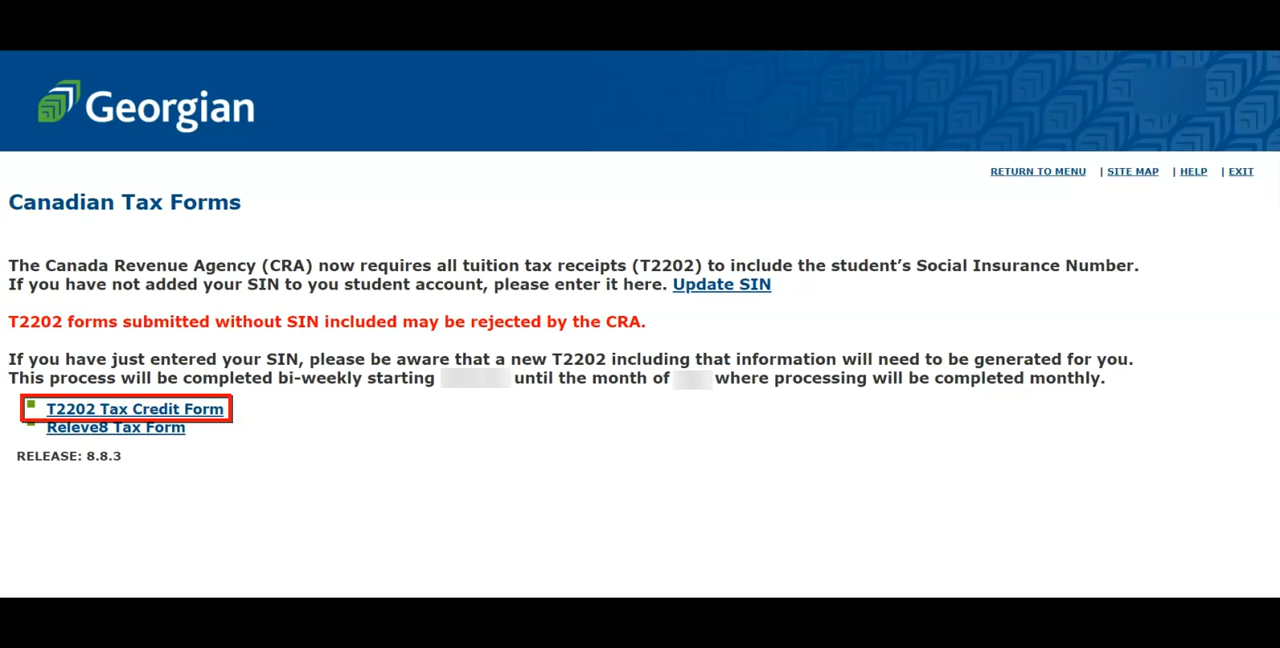 Georgian
RETURN TO MENU | SITE MAP | HELP | EXIT
Canadian Tax Forms
The Canada Revenue Agency (CRA) now requires all tuition tax receipts (T2202) to include the student’s Social Insurance Number.
If you have not added your SIN to you student account, please enter it here. Update SIN
T2202 forms submitted without SIN included may be rejected by the CRA.
If you have just entered your SIN, please be aware that a new T2202 including that information will need to be generated for you.
This process will be completed bi-weekly starting until the month of where processing will be completed monthly.
T2202 Tax Credit Form
Releve8 Tax Form
RELEASE: 8.8.3